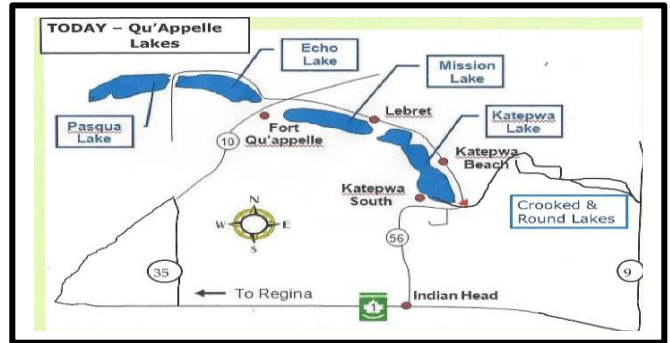 TODAY – Qu'Appelle
Lakes
Echo
Lake
Mission
Lake
Lebret
Katepwa
Lake
Pasqua
Lake
Fort
Qu'appelle
10
Katepwa
Beach
Katepwa
South
N
W
E
S
Crooked &
Round Lakes
56
35
9
← To Regina
1
Indian Head